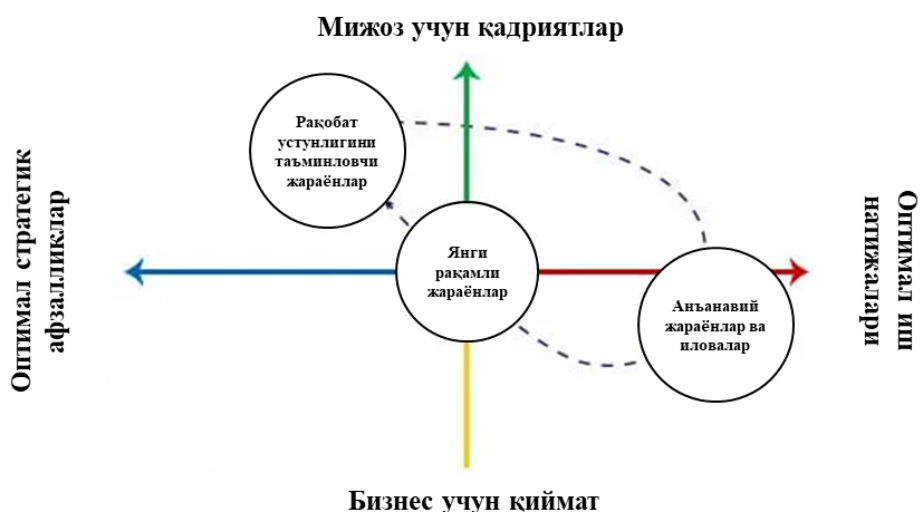 Мижоз учун қадриятлар
Рақобат
устунлигини
таъминловчи
жараёнлар
Оптимал стратегик
афзалликлар
Янги
рақамли
жараёнлар
Анъанавий
жараёнлар ва
иловалар
Оптимал иш
натижалари
Бизнес учун қиймат